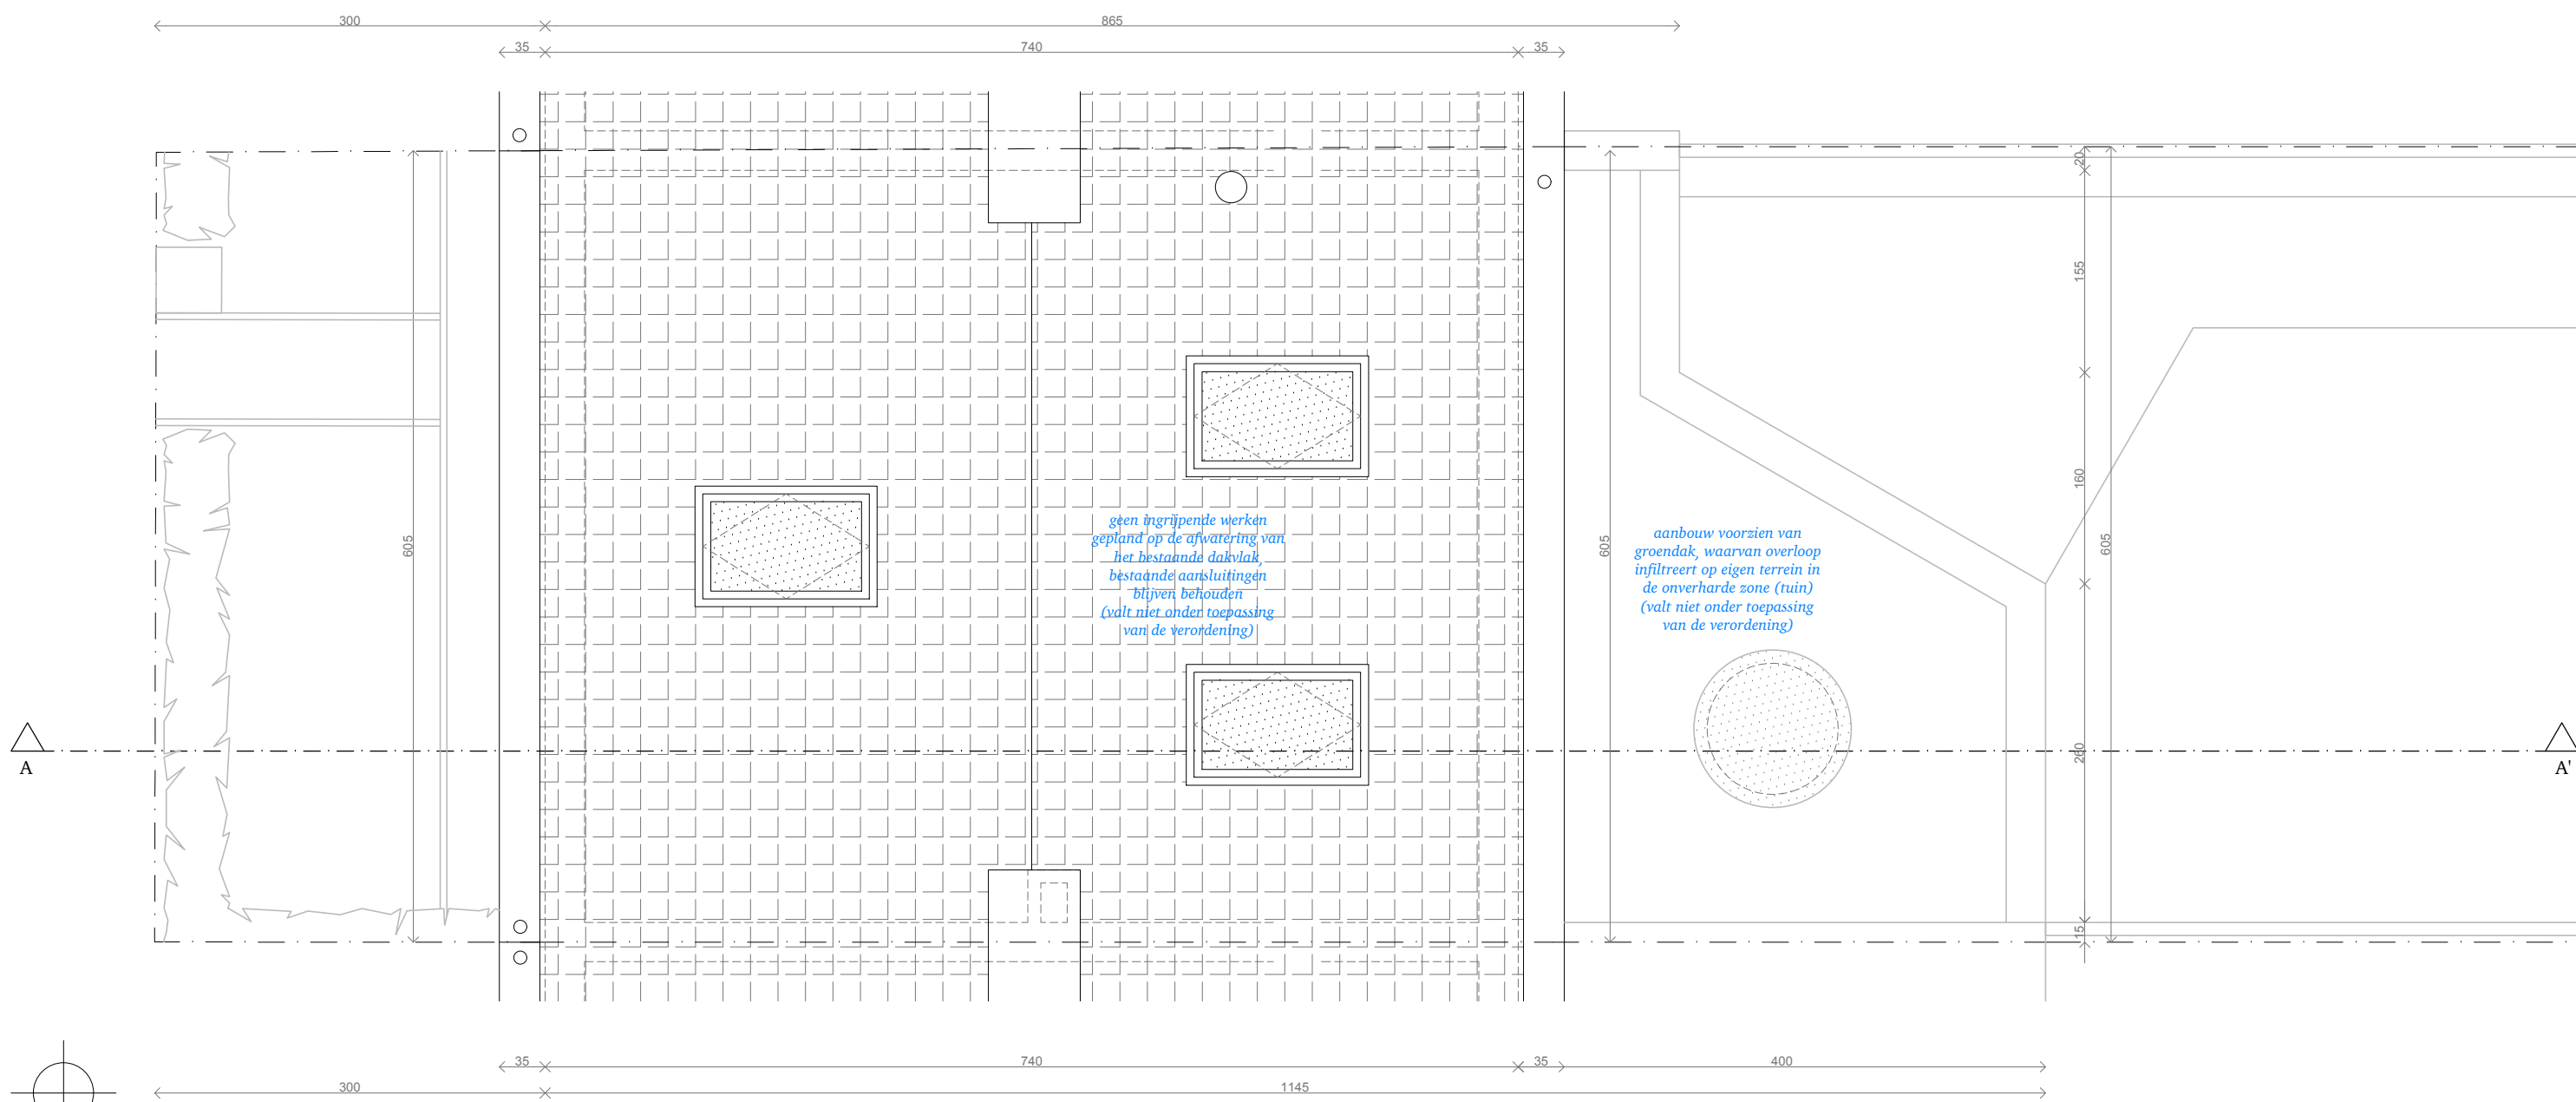 300
865
35
740
35
20
155
geen ingrijpende werken
gepland op de afwatering van
het bestaande dakvlak,
bestaande aansluitingen
blijven behouden
(valt niet onder toepassing
van de verordening)
aanbouw voorzien van
groendak, waarvan overloop
infiltreert op eigen terrein in
de onverharde zone (tuin)
(valt niet onder toepassing
van de verordening)
605
605
160
605
A
260
A'
15
35
740
35
400
300
1145